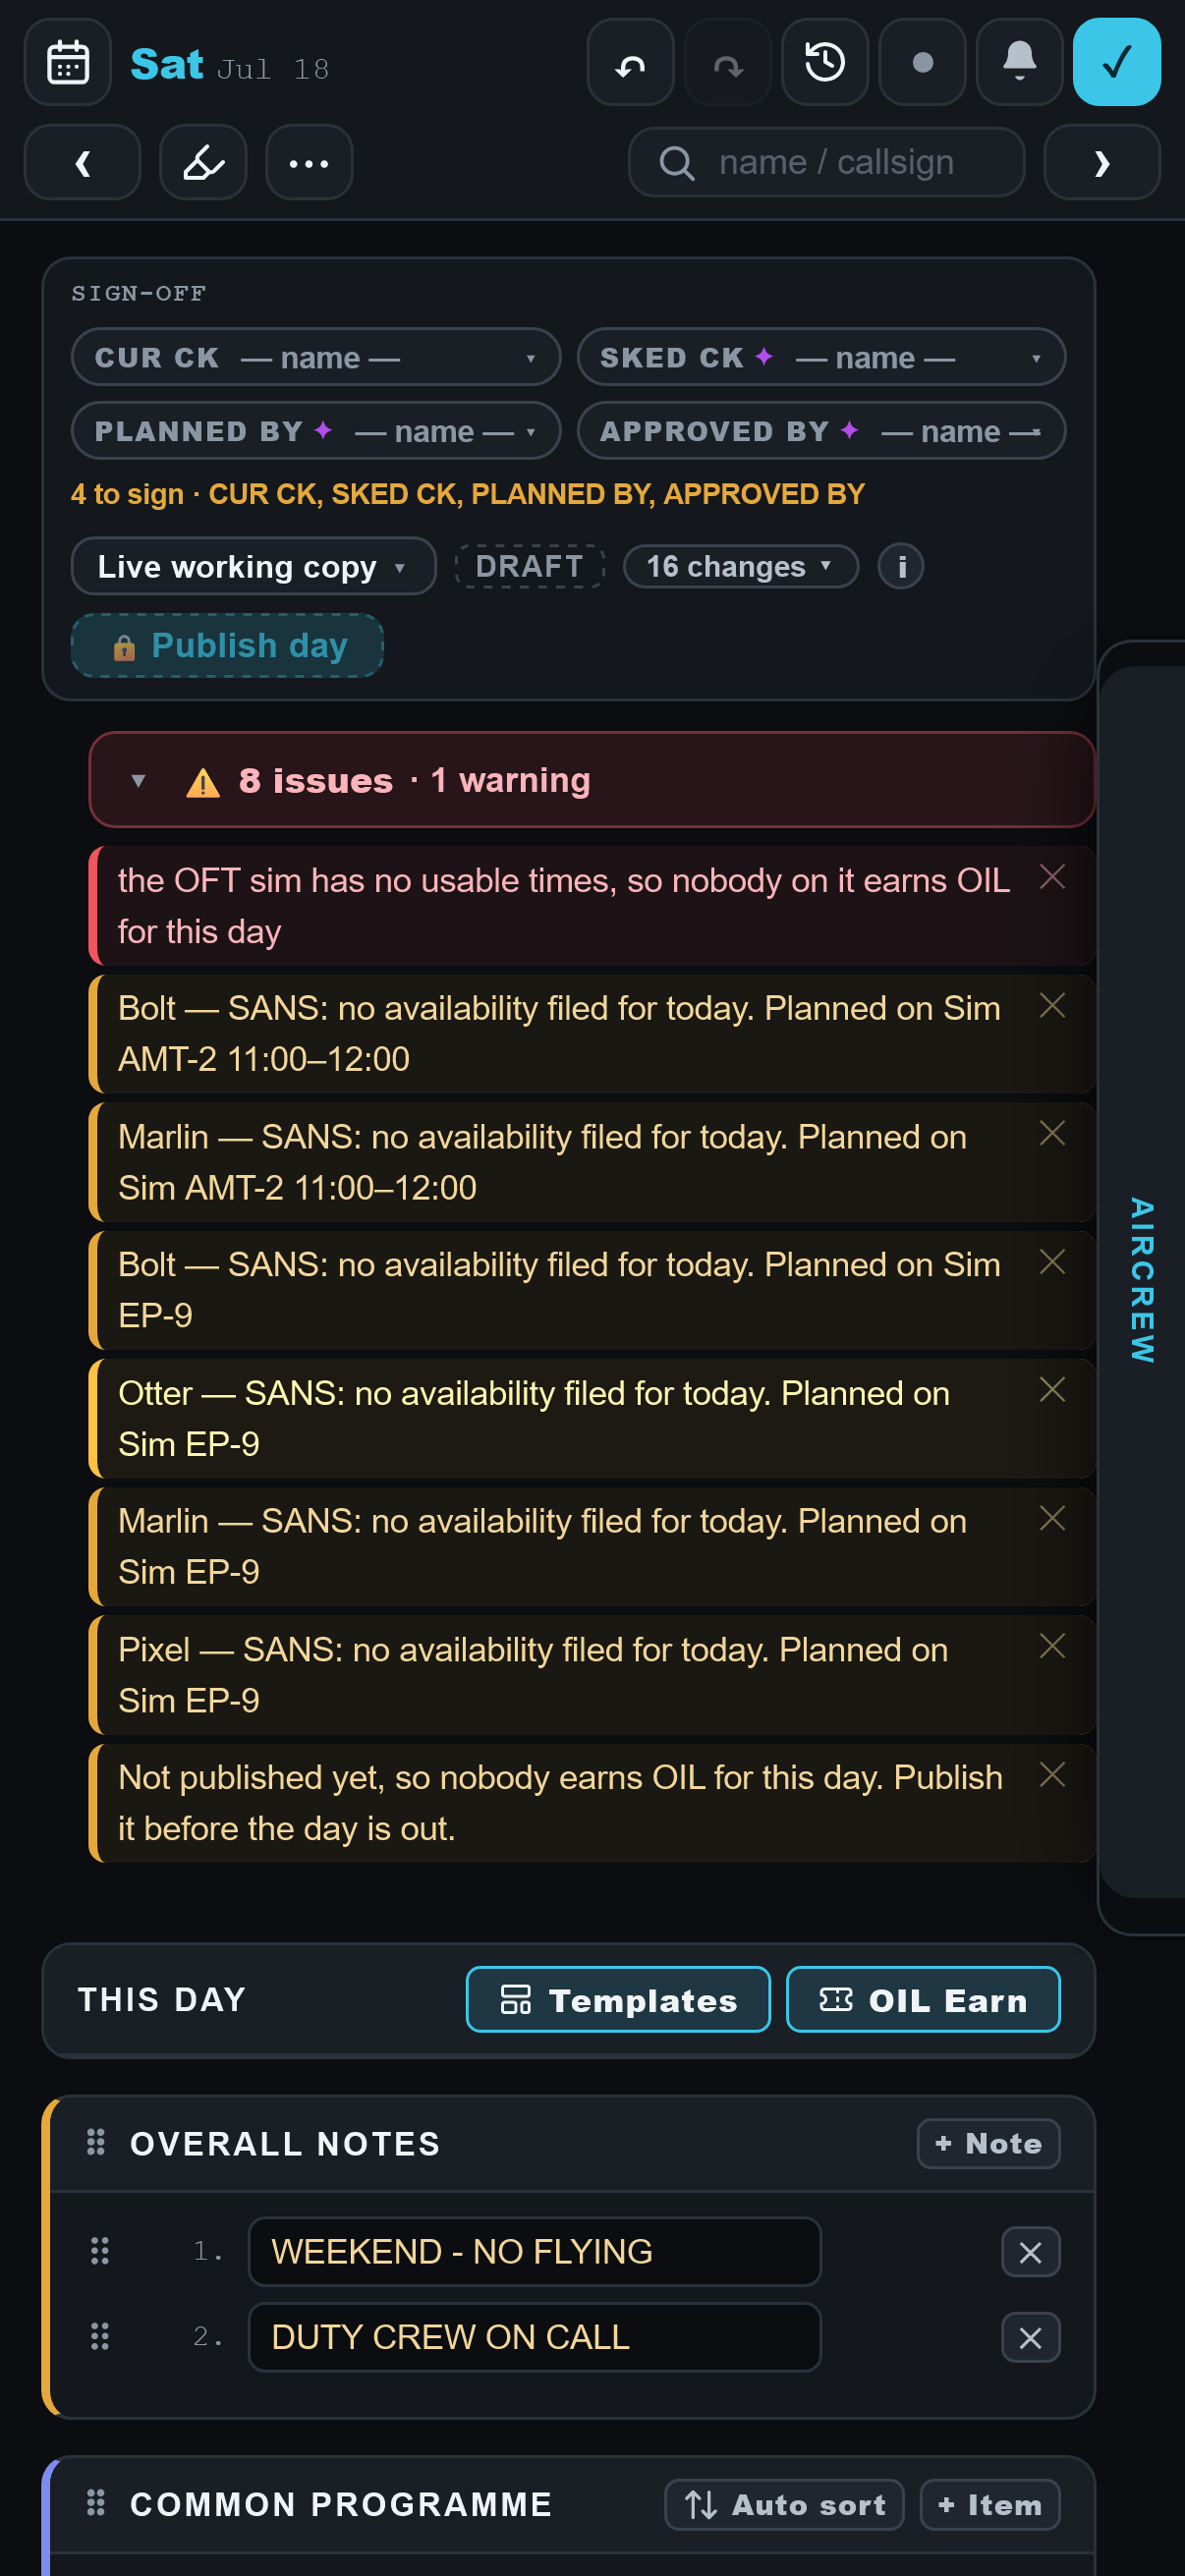 Sat Jul 18
name / callsign
SIGN-OFF
CUR CK — name —
SKED CK — name —
PLANNED BY — name —
APPROVED BY — name —
4 to sign · CUR CK, SKED CK, PLANNED BY, APPROVED BY
Live working copy
DRAFT
16 changes
i
Publish day
8 issues · 1 warning
the OFT sim has no usable times, so nobody on it earns OIL
for this day
Bolt — SANS: no availability filed for today. Planned on Sim
AMT-2 11:00–12:00
Marlin — SANS: no availability filed for today. Planned on
Sim AMT-2 11:00–12:00
Bolt — SANS: no availability filed for today. Planned on Sim
EP-9
Otter — SANS: no availability filed for today. Planned on
Sim EP-9
Marlin — SANS: no availability filed for today. Planned on
Sim EP-9
Pixel — SANS: no availability filed for today. Planned on
Sim EP-9
Not published yet, so nobody earns OIL for this day. Publish
it before the day is out.
AIRCREW
THIS DAY
Templates
OIL Earn
OVERALL NOTES
+ Note
1. WEEKEND - NO FLYING
2. DUTY CREW ON CALL
COMMON PROGRAMME
Auto sort
+ Item